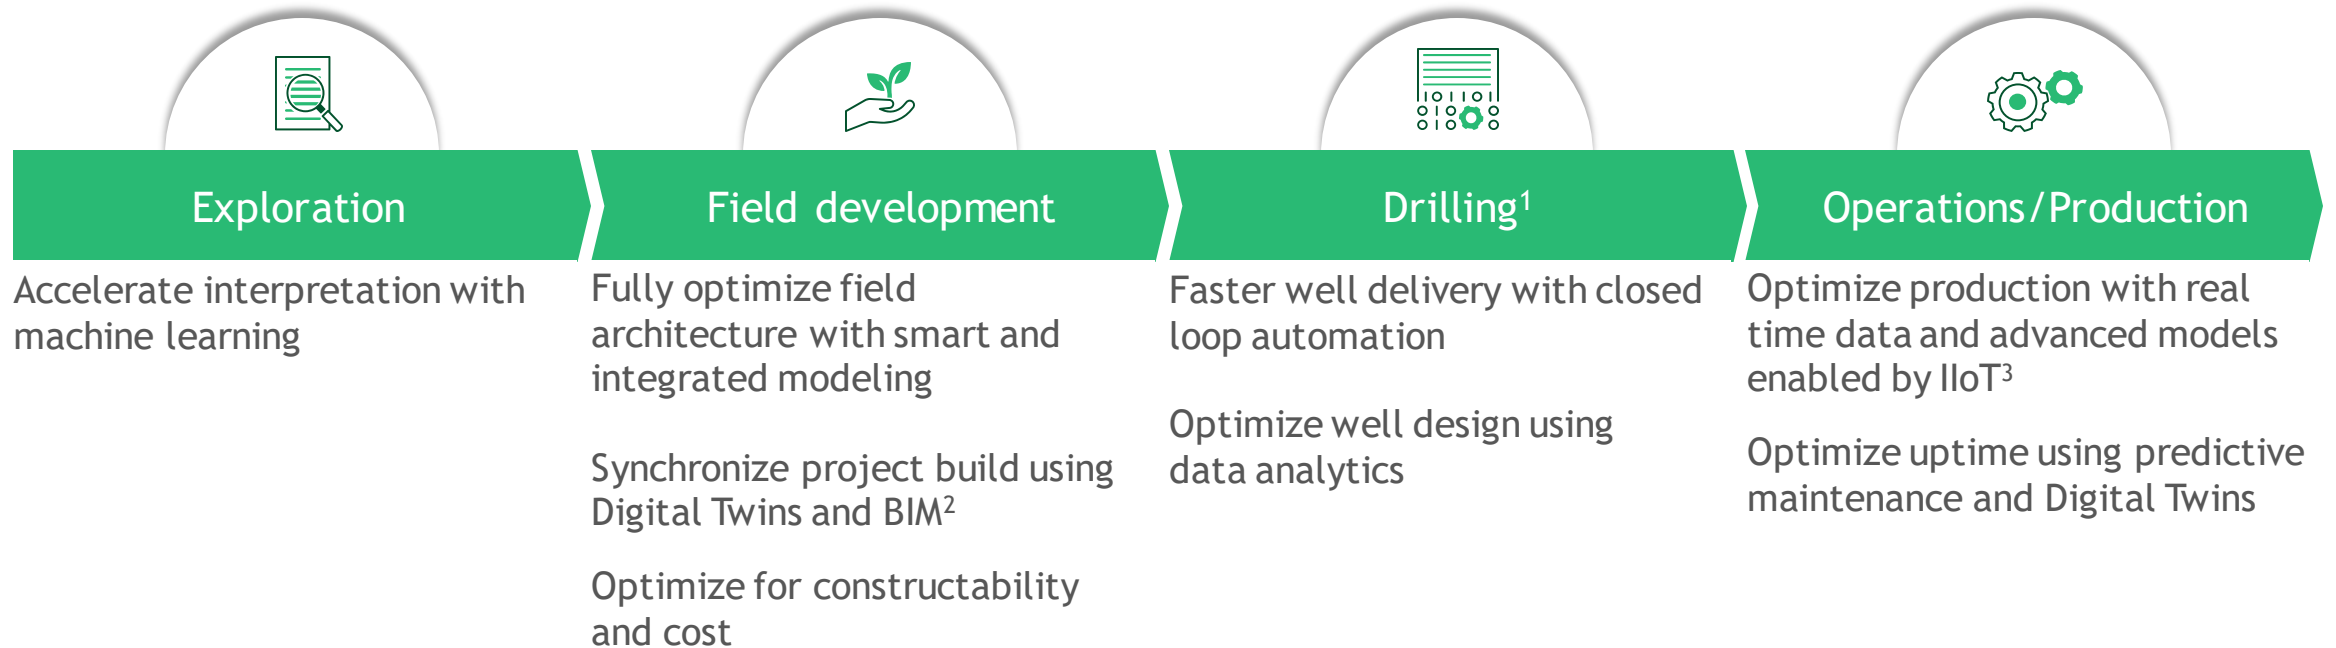 Exploration
Accelerate interpretation with
machine learning
Field development
Fully optimize field
architecture with smart and
integrated modeling
Synchronize project build using
Digital Twins and BIM²
Optimize for constructability
and cost
Drilling¹
Faster well delivery with closed
loop automation
Optimize well design using
data analytics
Operations/Production
Optimize production with real
time data and advanced models
enabled by IIoT³
Optimize uptime using predictive
maintenance and Digital Twins